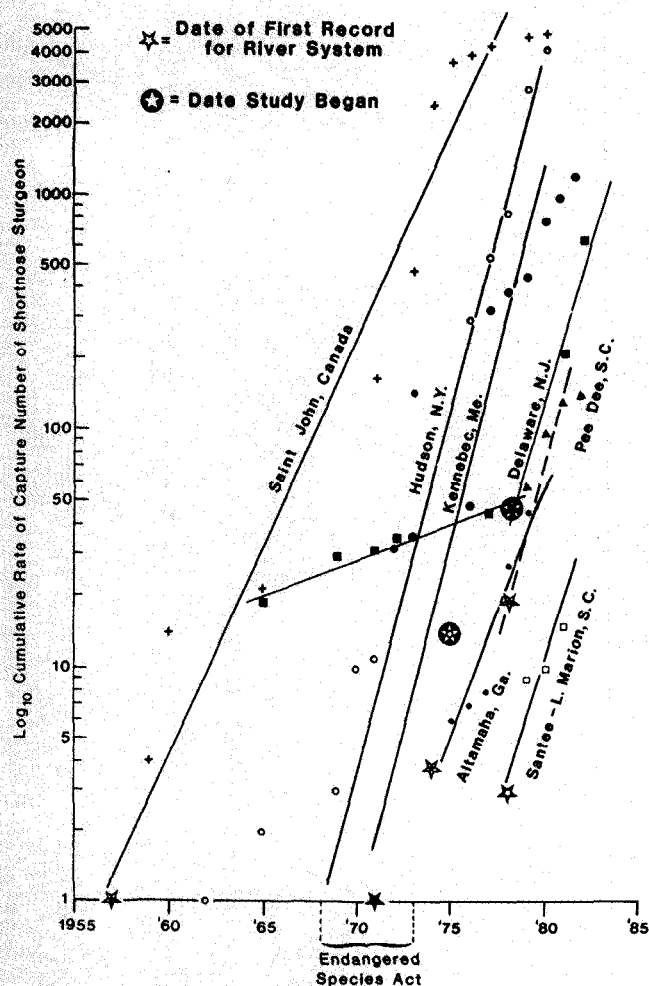 ☆= Date of First Record
for River System
= Date Study Began
Log10 Cumulative Rate of Capture Number of Shortnose Sturgeon
5000
4000
3000
2000
1000
500
100
50
10
5
1
Saint John, Canada
Hudson, N.Y.
Kennebec, Me.
Delaware, N.J.
Pee Dee, S.C.
Altamaha, Ga.
Santee - L. Marion, S.C.
1955 '60 '65 '70 '75 '80 '85
Endangered
Species Act